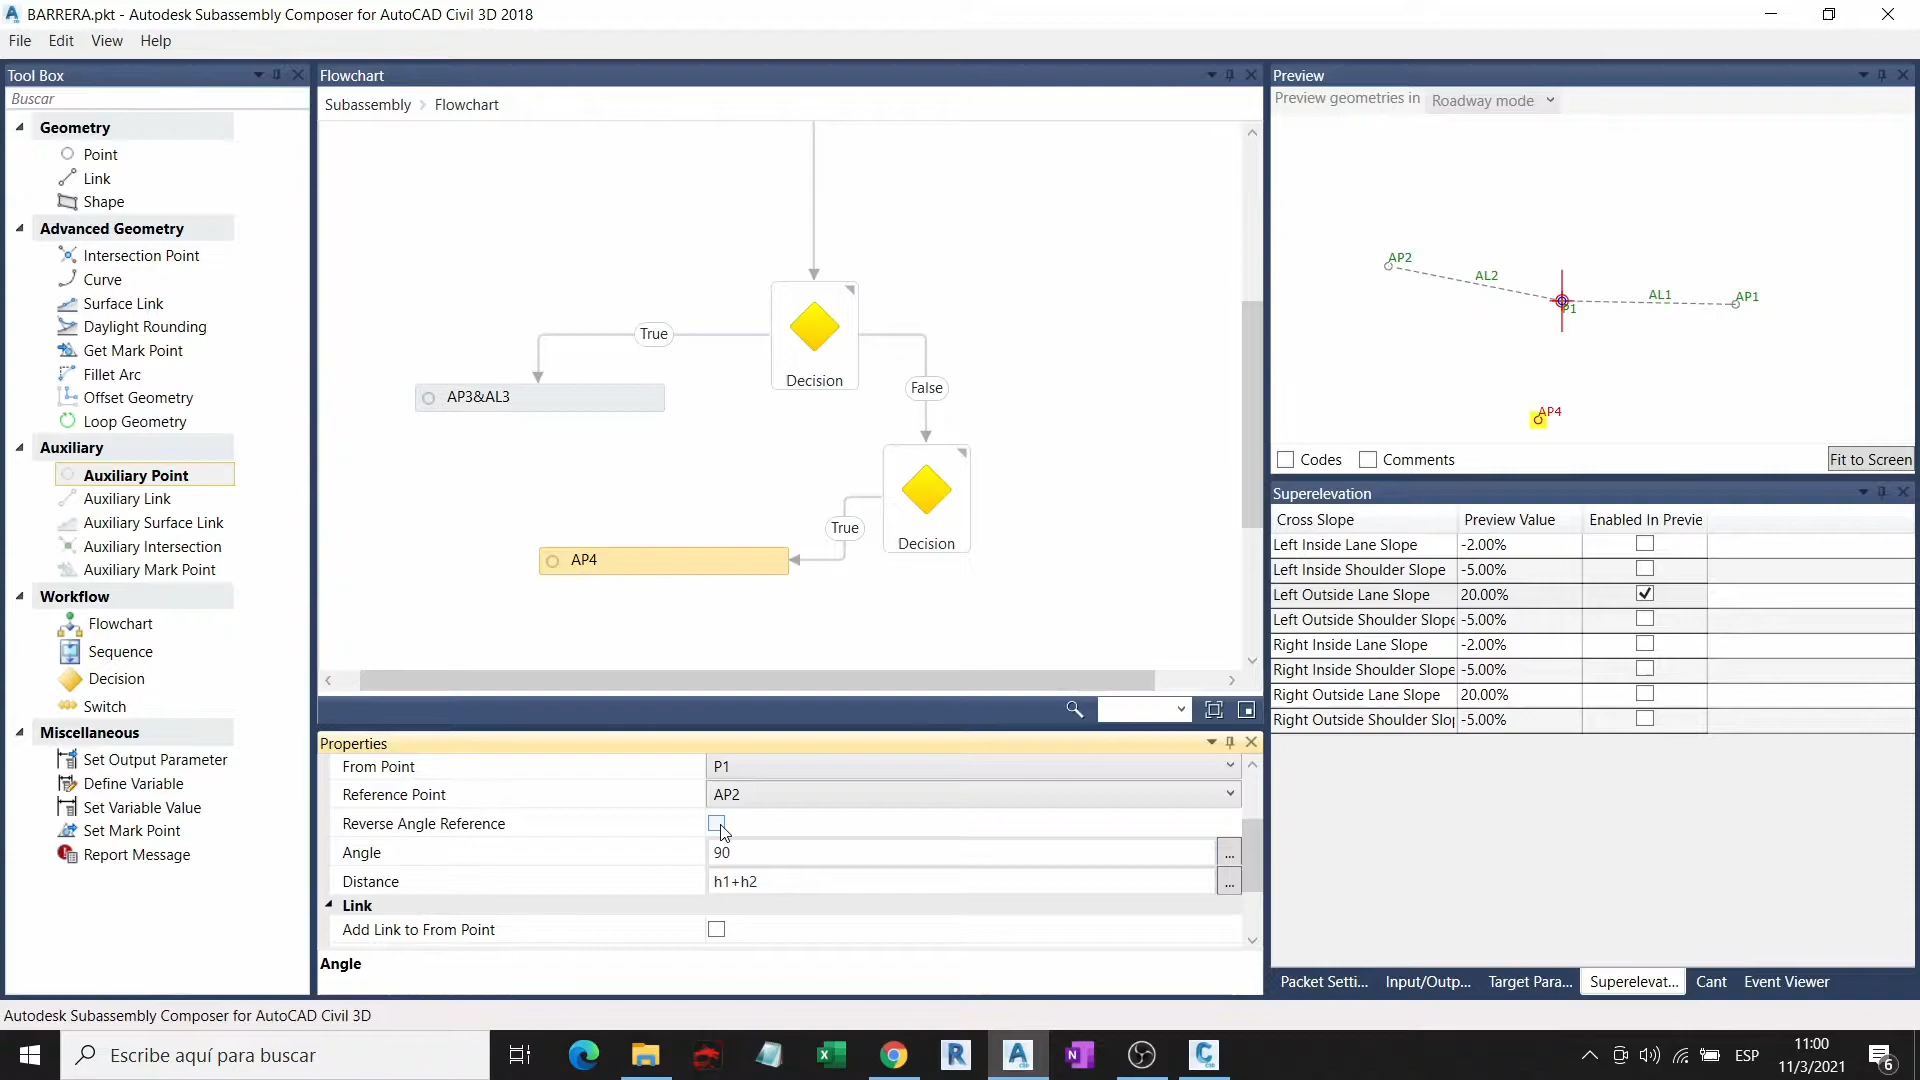 BARRERA.pkt - Autodesk Subassembly Composer for AutoCAD Civil 3D 2018
File Edit View Help
Tool Box
Buscar
Geometry
Point
Link
Shape
Advanced Geometry
Intersection Point
Curve
Surface Link
Daylight Rounding
Get Mark Point
Fillet Arc
Offset Geometry
Loop Geometry
Auxiliary
Auxiliary Point
Auxiliary Link
Auxiliary Surface Link
Auxiliary Intersection
Auxiliary Mark Point
Workflow
Flowchart
Sequence
Decision
Switch
Miscellaneous
Set Output Parameter
Define Variable
Set Variable Value
Set Mark Point
Report Message
Flowchart
Subassembly > Flowchart
True
Decision
False
AP3&AL3
True
Decision
AP4
Properties
From Point P1
Reference Point AP2
Reverse Angle Reference
Angle 90 ...
Distance h1+h2 ...
Link
Add Link to From Point
Angle
Preview
Preview geometries in Roadway mode
AP2
AL2
AL1
AP1
P1
AP4
Codes Comments Fit to Screen
Superelevation
Cross Slope Preview Value Enabled In Previe
Left Inside Lane Slope -2.00%
Left Inside Shoulder Slope -5.00%
Left Outside Lane Slope 20.00%
Left Outside Shoulder Slope -5.00%
Right Inside Lane Slope -2.00%
Right Inside Shoulder Slope -5.00%
Right Outside Lane Slope 20.00%
Right Outside Shoulder Slo -5.00%
Packet Setti... Input/Outp... Target Para... Superelevat... Cant Event Viewer
Autodesk Subassembly Composer for AutoCAD Civil 3D
Escribe aquí para buscar
ESP
11:00
11/3/2021
6